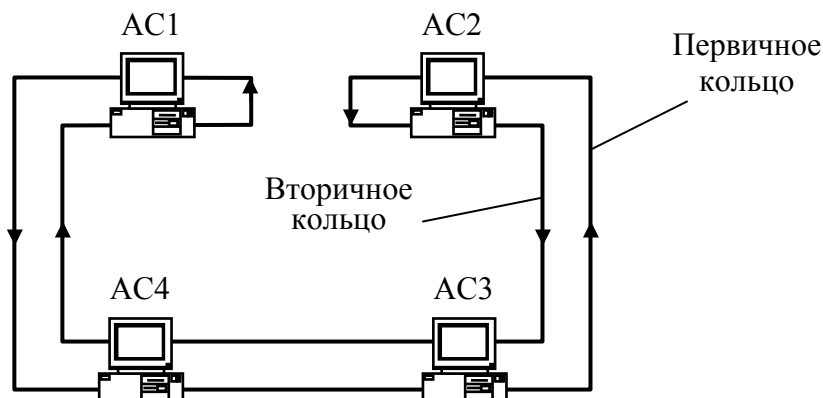 АС1
АС2
Первичное
кольцо
Вторичное
кольцо
АС4
АС3